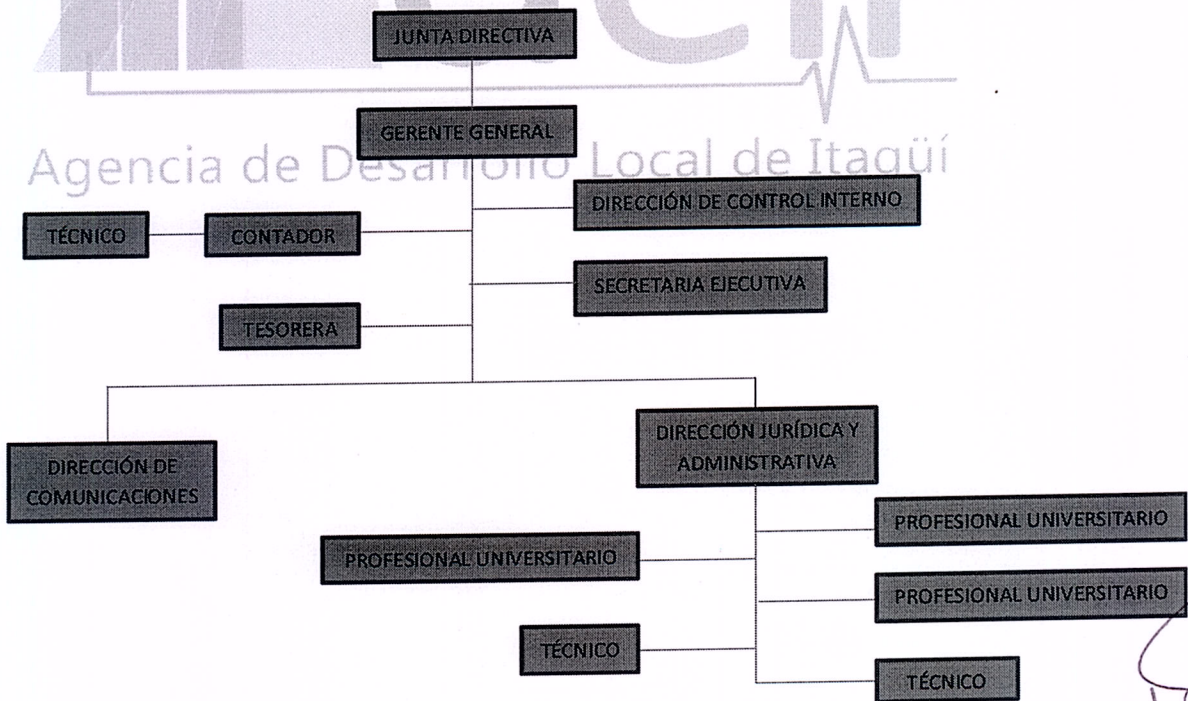 JUNTA DIRECTIVA
GERENTE GENERAL
Agencia de Desarrollo Local de Itagüí
DIRECCIÓN DE CONTROL INTERNO
TÉCNICO
CONTADOR
SECRETARIA EJECUTIVA
TESORERA
DIRECCIÓN JURÍDICA Y
ADMINISTRATIVA
DIRECCIÓN DE
COMUNICACIONES
PROFESIONAL UNIVERSITARIO
PROFESIONAL UNIVERSITARIO
PROFESIONAL UNIVERSITARIO
TÉCNICO
TÉCNICO